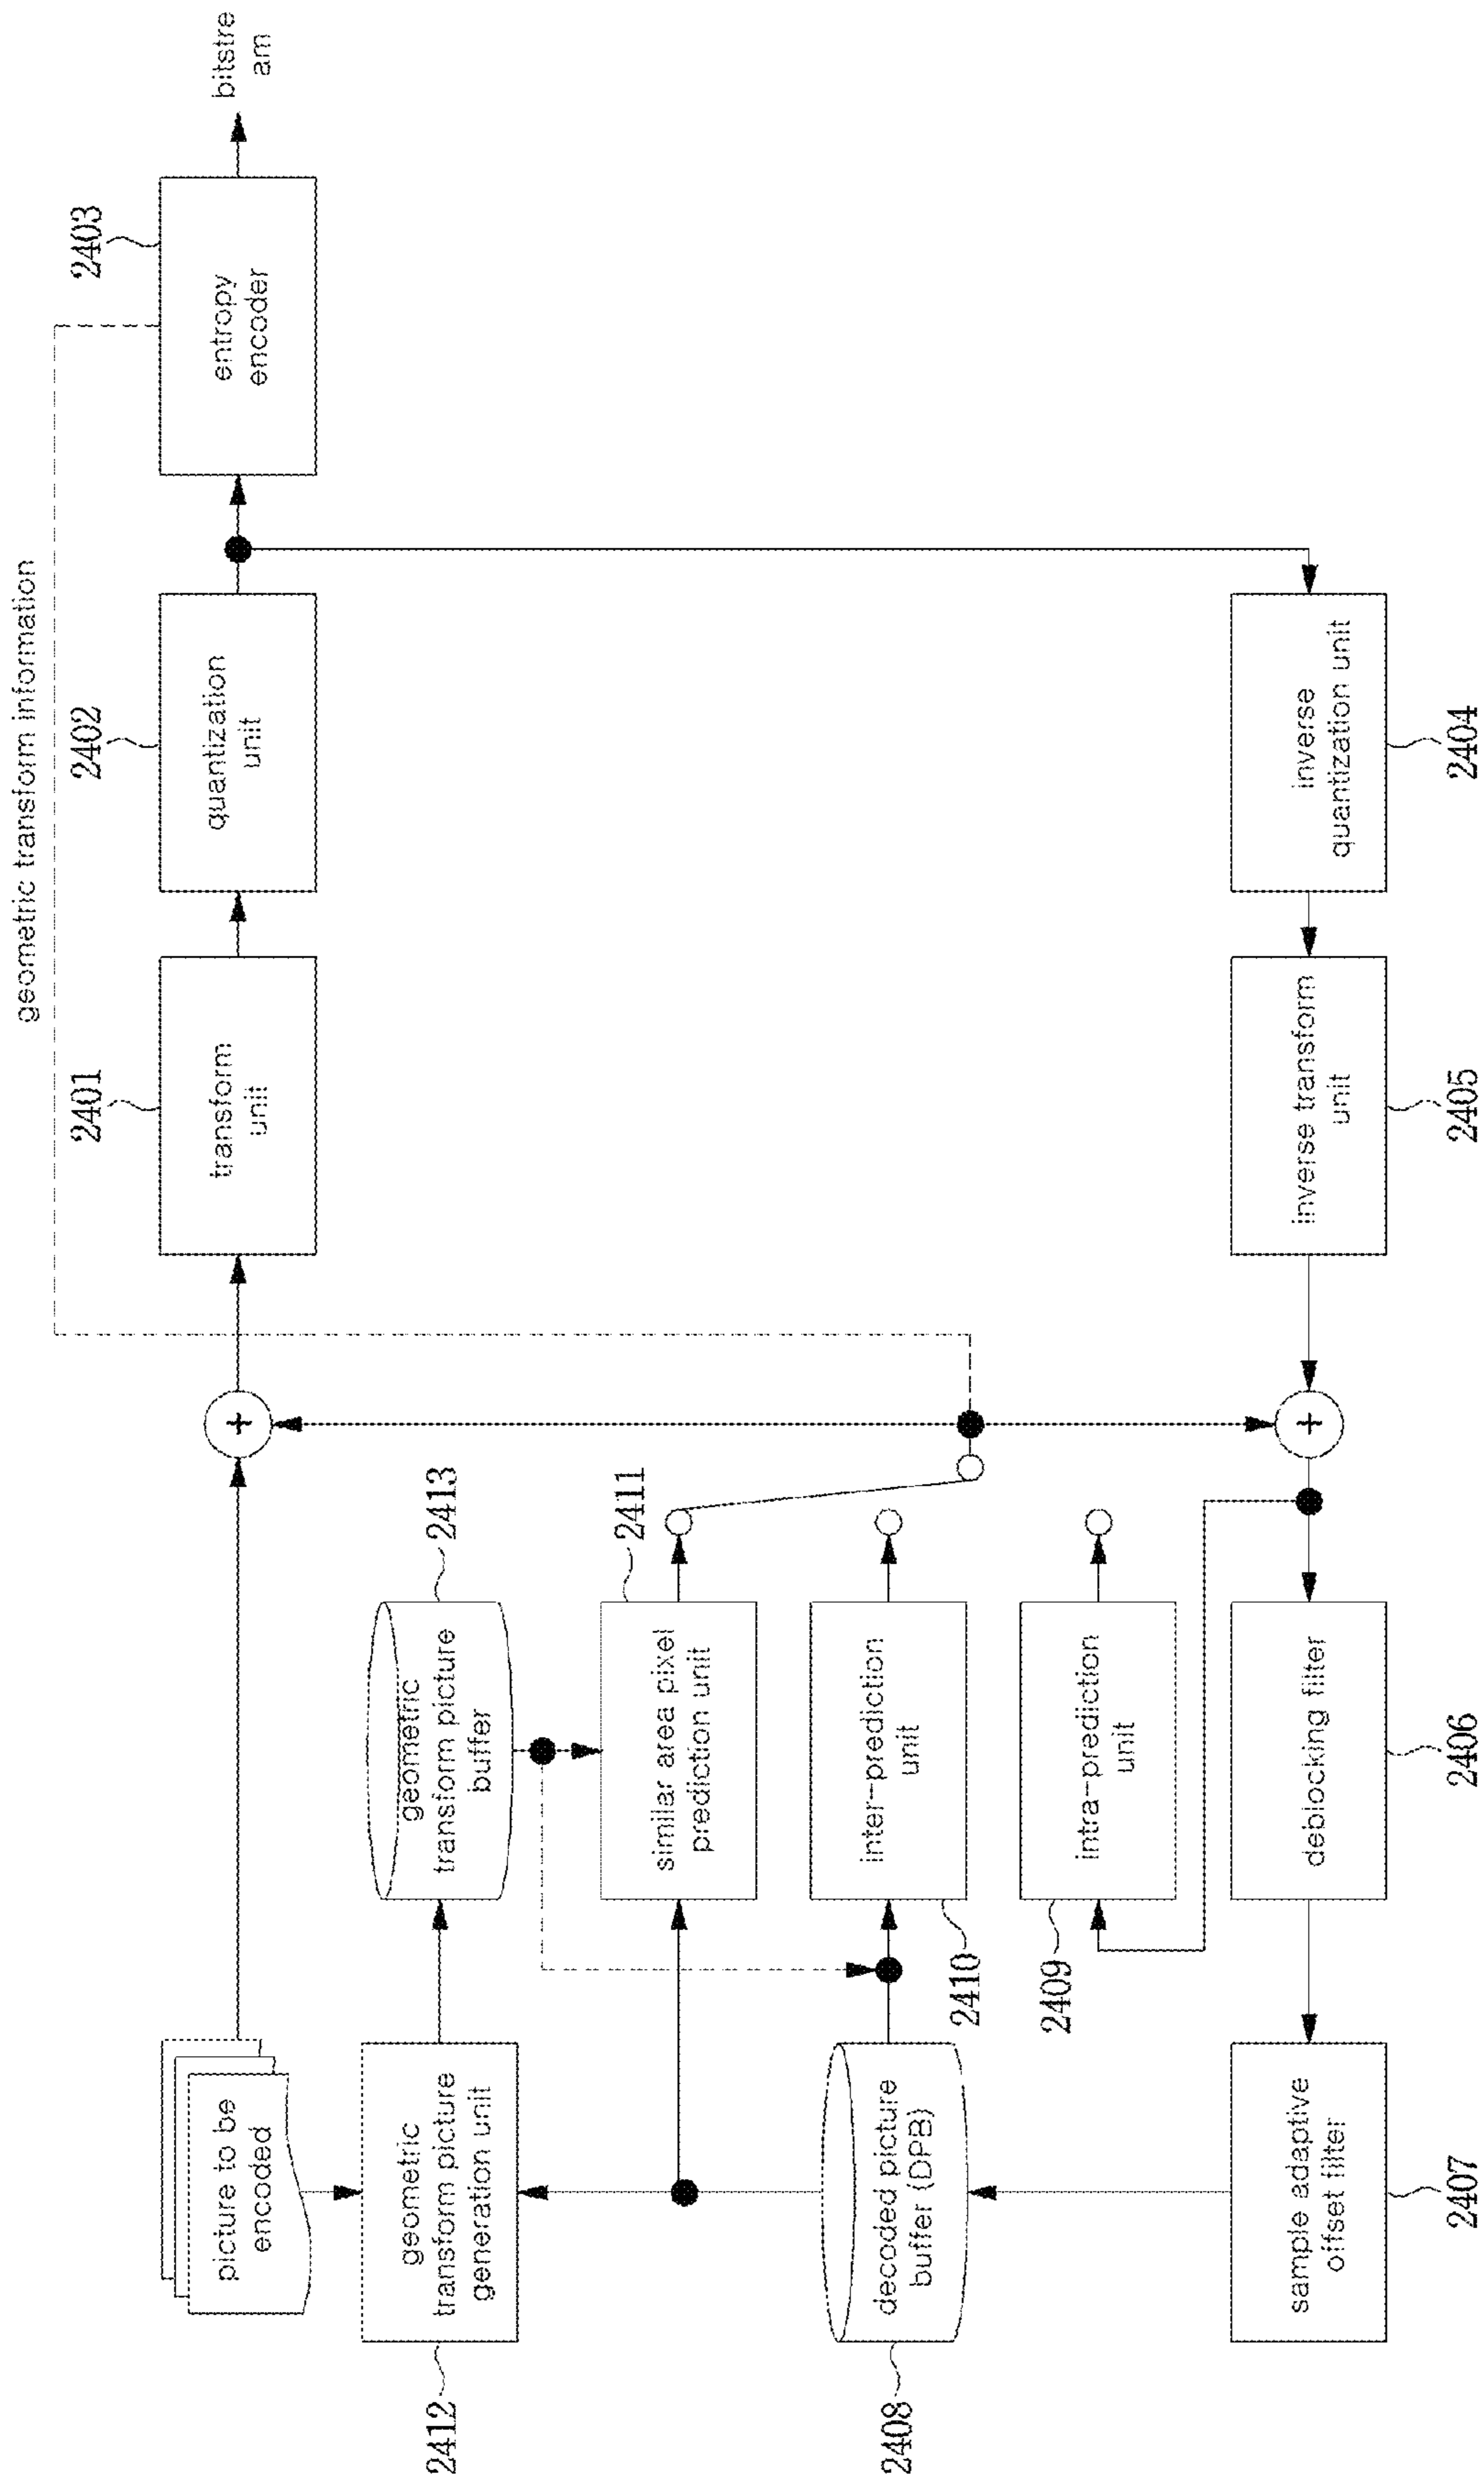 geometric transform information
2401
2402
2403
picture to be
encoded
transform
unit
quantization
unit
entropy
encoder
bitstre
am
2412
geometric
transform picture
generation unit
geometric
transform picture
buffer
2413
similar area pixel
prediction unit
2411
2408
decoded picture
buffer (DPB)
inter-prediction
unit
2410
intra-prediction
unit
2409
sample adaptive
offset filter
2407
deblocking filter
2406
inverse transform
unit
2405
inverse
quantization unit
2404